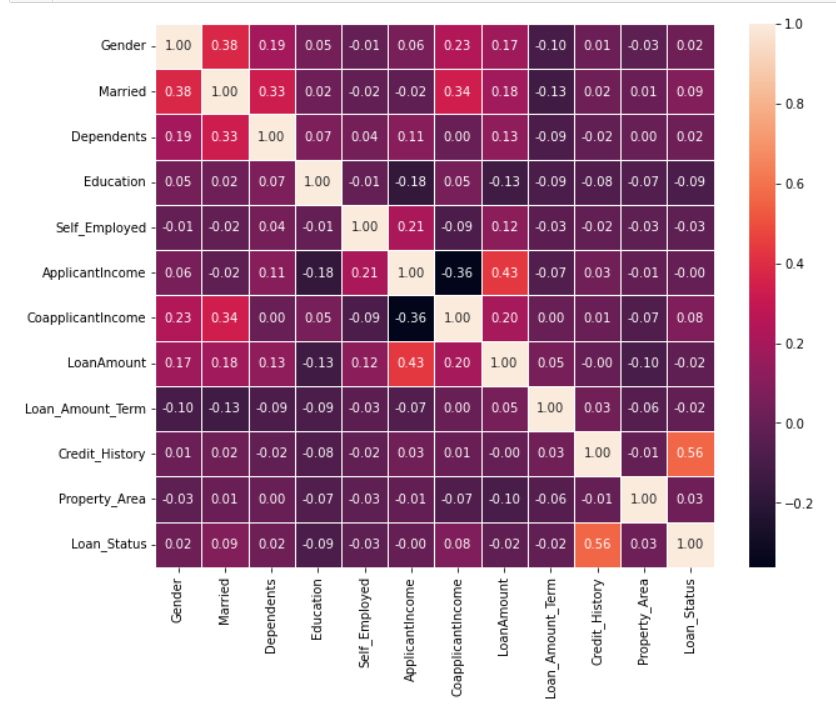 1.0
Gender 1.00 0.38 0.19 0.05 -0.01 0.06 0.23 0.17 -0.10 0.01 -0.03 0.02
Married 0.38 1.00 0.33 0.02 -0.02 -0.02 0.34 0.18 -0.13 0.02 0.01 0.09
0.8
Dependents 0.19 0.33 1.00 0.07 0.04 0.11 0.00 0.13 -0.09 -0.02 0.00 0.02
Education 0.05 0.02 0.07 1.00 -0.01 -0.18 0.05 -0.13 -0.09 -0.08 -0.07 -0.09
0.6
Self_Employed -0.01 -0.02 0.04 -0.01 1.00 0.21 -0.09 0.12 -0.03 -0.02 -0.03 -0.03
0.4
ApplicantIncome 0.06 -0.02 0.11 -0.18 0.21 1.00 -0.36 0.43 -0.07 0.03 -0.01 -0.00
CoapplicantIncome 0.23 0.34 0.00 0.05 -0.09 -0.36 1.00 0.20 0.00 0.01 -0.07 0.08
0.2
LoanAmount 0.17 0.18 0.13 -0.13 0.12 0.43 0.20 1.00 0.05 -0.00 -0.10 -0.02
Loan_Amount_Term -0.10 -0.13 -0.09 -0.09 -0.03 -0.07 0.00 0.05 1.00 0.03 -0.06 -0.02
0.0
Credit_History 0.01 0.02 -0.02 -0.08 -0.02 0.03 0.01 -0.00 0.03 1.00 -0.01 0.56
Property_Area -0.03 0.01 0.00 -0.07 -0.03 -0.01 -0.07 -0.10 -0.06 -0.01 1.00 0.03
−0.2
Loan_Status 0.02 0.09 0.02 -0.09 -0.03 -0.00 0.08 -0.02 -0.02 0.56 0.03 1.00
Gender
Married
Dependents
Education
Self_Employed
ApplicantIncome
CoapplicantIncome
LoanAmount
Loan_Amount_Term
Credit_History
Property_Area
Loan_Status